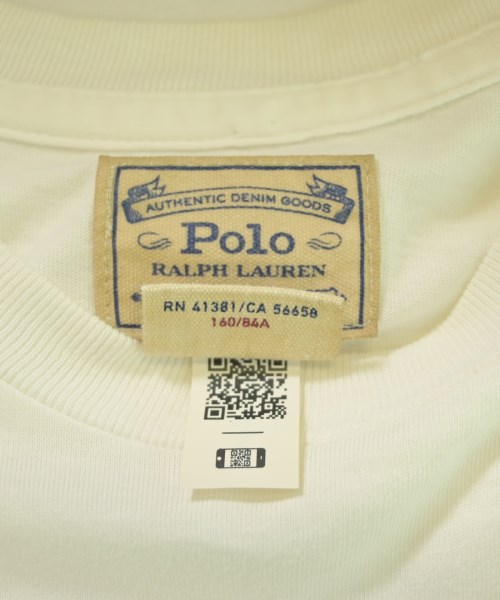 AUTHENTIC DENIM GOODS
Polo
RALPH LAUREN
RN 41381/CA 56658
160/84A